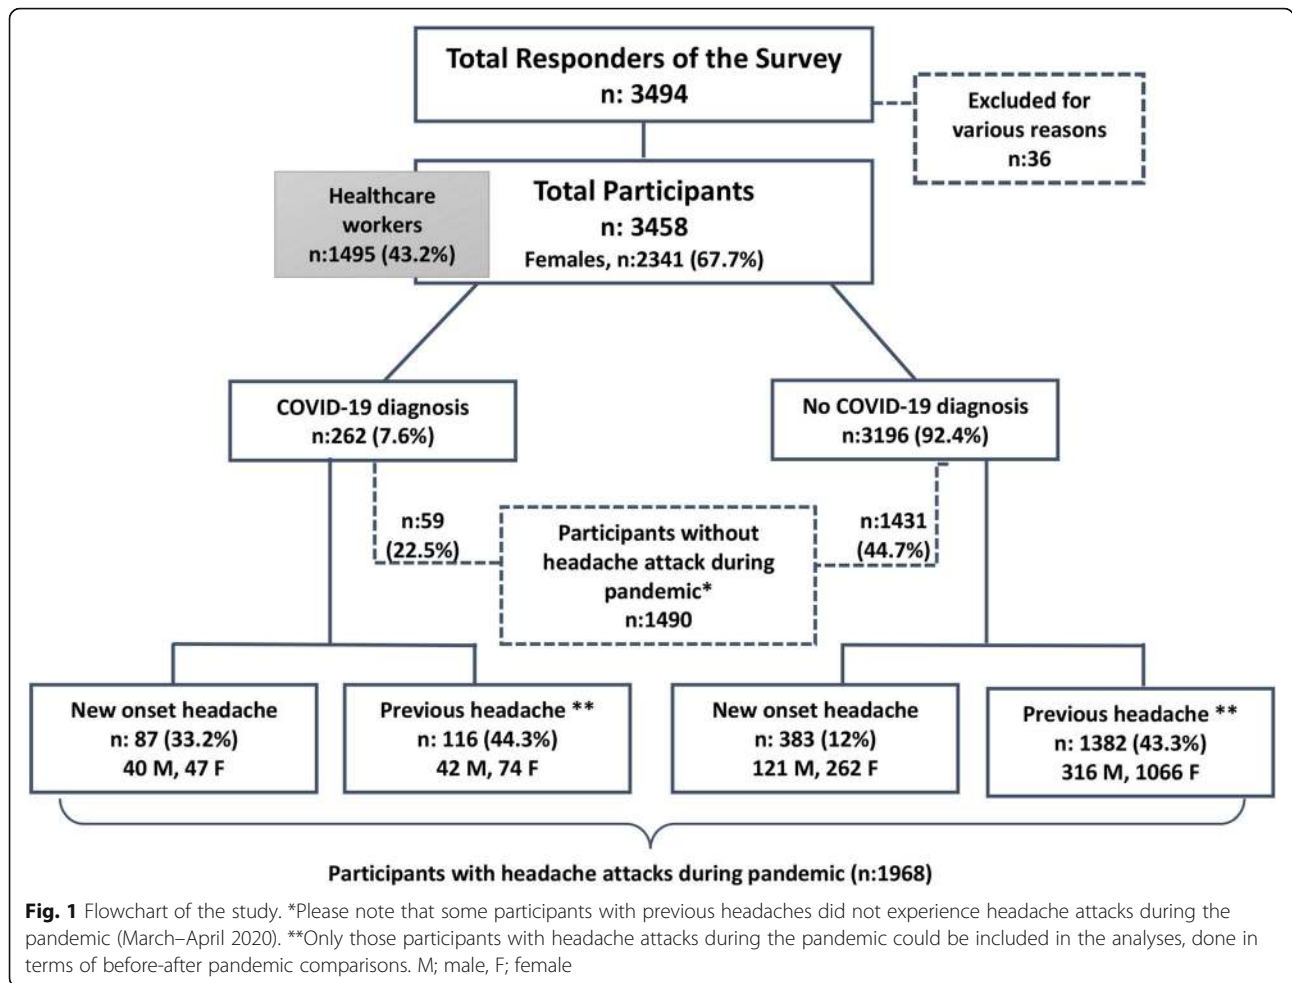 Total Responders of the Survey
n: 3494
Excluded for
various reasons
n:36
Healthcare
workers
n:1495 (43.2%)
Total Participants
n: 3458
Females, n:2341 (67.7%)
COVID-19 diagnosis
n:262 (7.6%)
No COVID-19 diagnosis
n:3196 (92.4%)
n:59
(22.5%)
Participants without
headache attack during
pandemic*
n:1490
n:1431
(44.7%)
New onset headache
n: 87 (33.2%)
40 M, 47 F
Previous headache **
n: 116 (44.3%)
42 M, 74 F
New onset headache
n: 383 (12%)
121 M, 262 F
Previous headache **
n: 1382 (43.3%)
316 M, 1066 F
Participants with headache attacks during pandemic (n:1968)
Fig. 1 Flowchart of the study. *Please note that some participants with previous headaches did not experience headache attacks during the
pandemic (March–April 2020). **Only those participants with headache attacks during the pandemic could be included in the analyses, done in
terms of before-after pandemic comparisons. M; male, F; female